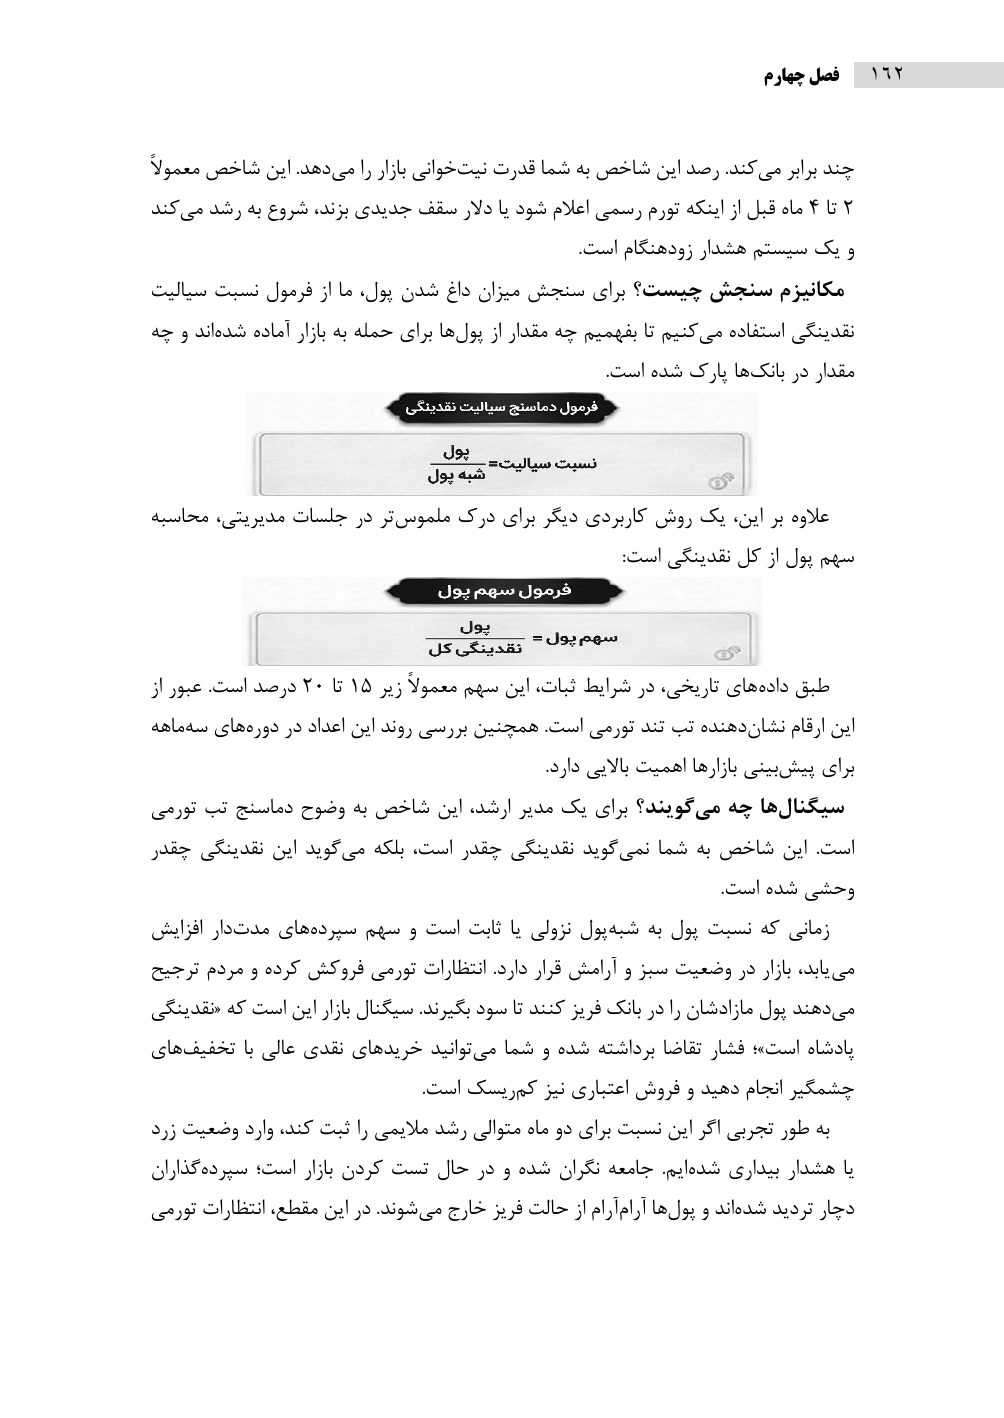 ۱۶۲ فصل چهارم
چند برابر می‌کند. رصد این شاخص به شما قدرت نیت‌خوانی بازار را می‌دهد. این شاخص معمولاً
۲ تا ۴ ماه قبل از اینکه تورم رسمی اعلام شود یا دلار سقف جدیدی بزند، شروع به رشد می‌کند
و یک سیستم هشدار زودهنگام است.
مکانیزم سنجش چیست؟ برای سنجش میزان داغ شدن پول، ما از فرمول نسبت سیالیت
نقدینگی استفاده می‌کنیم تا بفهمیم چه مقدار از پول‌ها برای حمله به بازار آماده شده‌اند و چه
مقدار در بانک‌ها پارک شده است.
فرمول دماسنج سیالیت نقدینگی
پول
نسبت سیالیت=
شبه پول
علاوه بر این، یک روش کاربردی دیگر برای درک ملموس‌تر در جلسات مدیریتی، محاسبه
سهم پول از کل نقدینگی است:
فرمول سهم پول
پول
سهم پول =
نقدینگی کل
طبق داده‌های تاریخی، در شرایط ثبات، این سهم معمولاً زیر ۱۵ تا ۲۰ درصد است. عبور از
این ارقام نشان‌دهنده تب تند تورمی است. همچنین بررسی روند این اعداد در دوره‌های سه‌ماهه
برای پیش‌بینی بازارها اهمیت بالایی دارد.
سیگنال‌ها چه می‌گویند؟ برای یک مدیر ارشد، این شاخص به وضوح دماسنج تب تورمی
است. این شاخص به شما نمی‌گوید نقدینگی چقدر است، بلکه می‌گوید این نقدینگی چقدر
وحشی شده است.
زمانی که نسبت پول به شبه‌پول نزولی یا ثابت است و سهم سپرده‌های مدت‌دار افزایش
می‌یابد، بازار در وضعیت سبز و آرامش قرار دارد. انتظارات تورمی فروکش کرده و مردم ترجیح
می‌دهند پول مازادشان را در بانک فریز کنند تا سود بگیرند. سیگنال بازار این است که «نقدینگی
پادشاه است»؛ فشار تقاضا برداشته شده و شما می‌توانید خریدهای نقدی عالی با تخفیف‌های
چشمگیر انجام دهید و فروش اعتباری نیز کم‌ریسک است.
به طور تجربی اگر این نسبت برای دو ماه متوالی رشد ملایمی را ثبت کند، وارد وضعیت زرد
یا هشدار بیداری شده‌ایم. جامعه نگران شده و در حال تست کردن بازار است؛ سپرده‌گذاران
دچار تردید شده‌اند و پول‌ها آرام‌آرام از حالت فریز خارج می‌شوند. در این مقطع، انتظارات تورمی